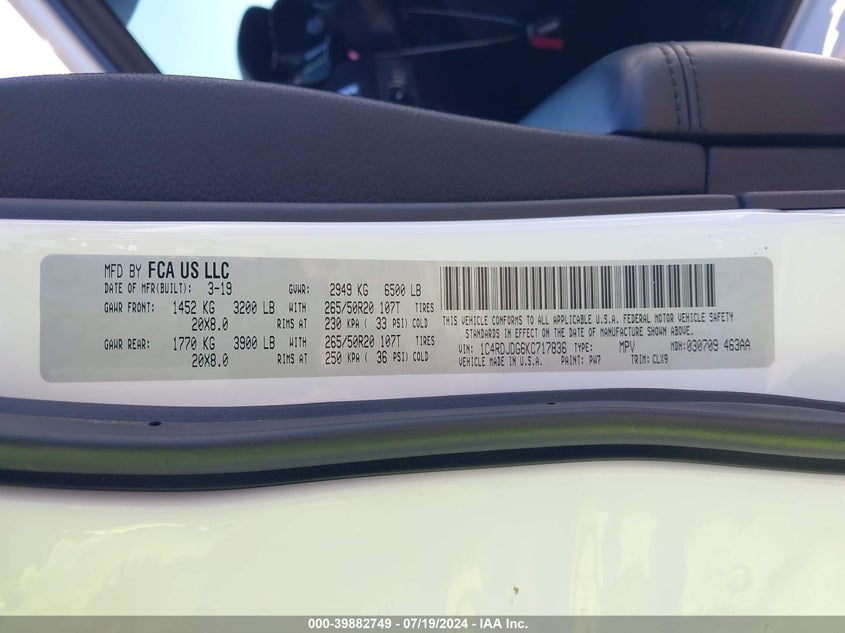 MFD BY FCA US LLC
DATE OF MFR(BUILT): 3-19 GVWR: 2949 KG 6500 LB
GAWR FRONT: 1452 KG 3200 LB WITH 265/50R20 107T TIRES
20X8.0 RIMS AT 230 KPA ( 33 PSI) COLD
GAWR REAR: 1770 KG 3900 LB WITH 265/50R20 107T TIRES
20X8.0 RIMS AT 250 KPA ( 36 PSI) COLD
THIS VEHICLE CONFORMS TO ALL APPLICABLE U.S.A. FEDERAL MOTOR VEHICLE SAFETY
STANDARDS IN EFFECT ON THE DATE OF MANUFACTURE SHOWN ABOVE.
VIN: 1C4RDJDG6KC717836 TYPE: MPV MDH: 030709 463AA
VEHICLE MADE IN U.S.A. PAINT: PW7 TRIM: CLX9
000-39882749 - 07/19/2024 - IAA Inc.